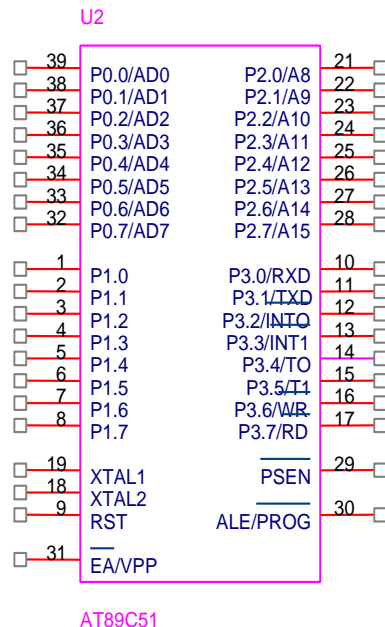 U2
39 P0.0/AD0 P2.0/A8 21
38 P0.1/AD1 P2.1/A9 22
37 P0.2/AD2 P2.2/A10 23
36 P0.3/AD3 P2.3/A11 24
35 P0.4/AD4 P2.4/A12 25
34 P0.5/AD5 P2.5/A13 26
33 P0.6/AD6 P2.6/A14 27
32 P0.7/AD7 P2.7/A15 28
1 P1.0 P3.0/RXD 10
2 P1.1 P3.1/TXD 11
3 P1.2 P3.2/INTO 12
4 P1.3 P3.3/INT1 13
5 P1.4 P3.4/TO 14
6 P1.5 P3.5/T1 15
7 P1.6 P3.6/WR 16
8 P1.7 P3.7/RD 17
19 XTAL1 PSEN 29
18 XTAL2
9 RST ALE/PROG 30
31 EA/VPP
AT89C51